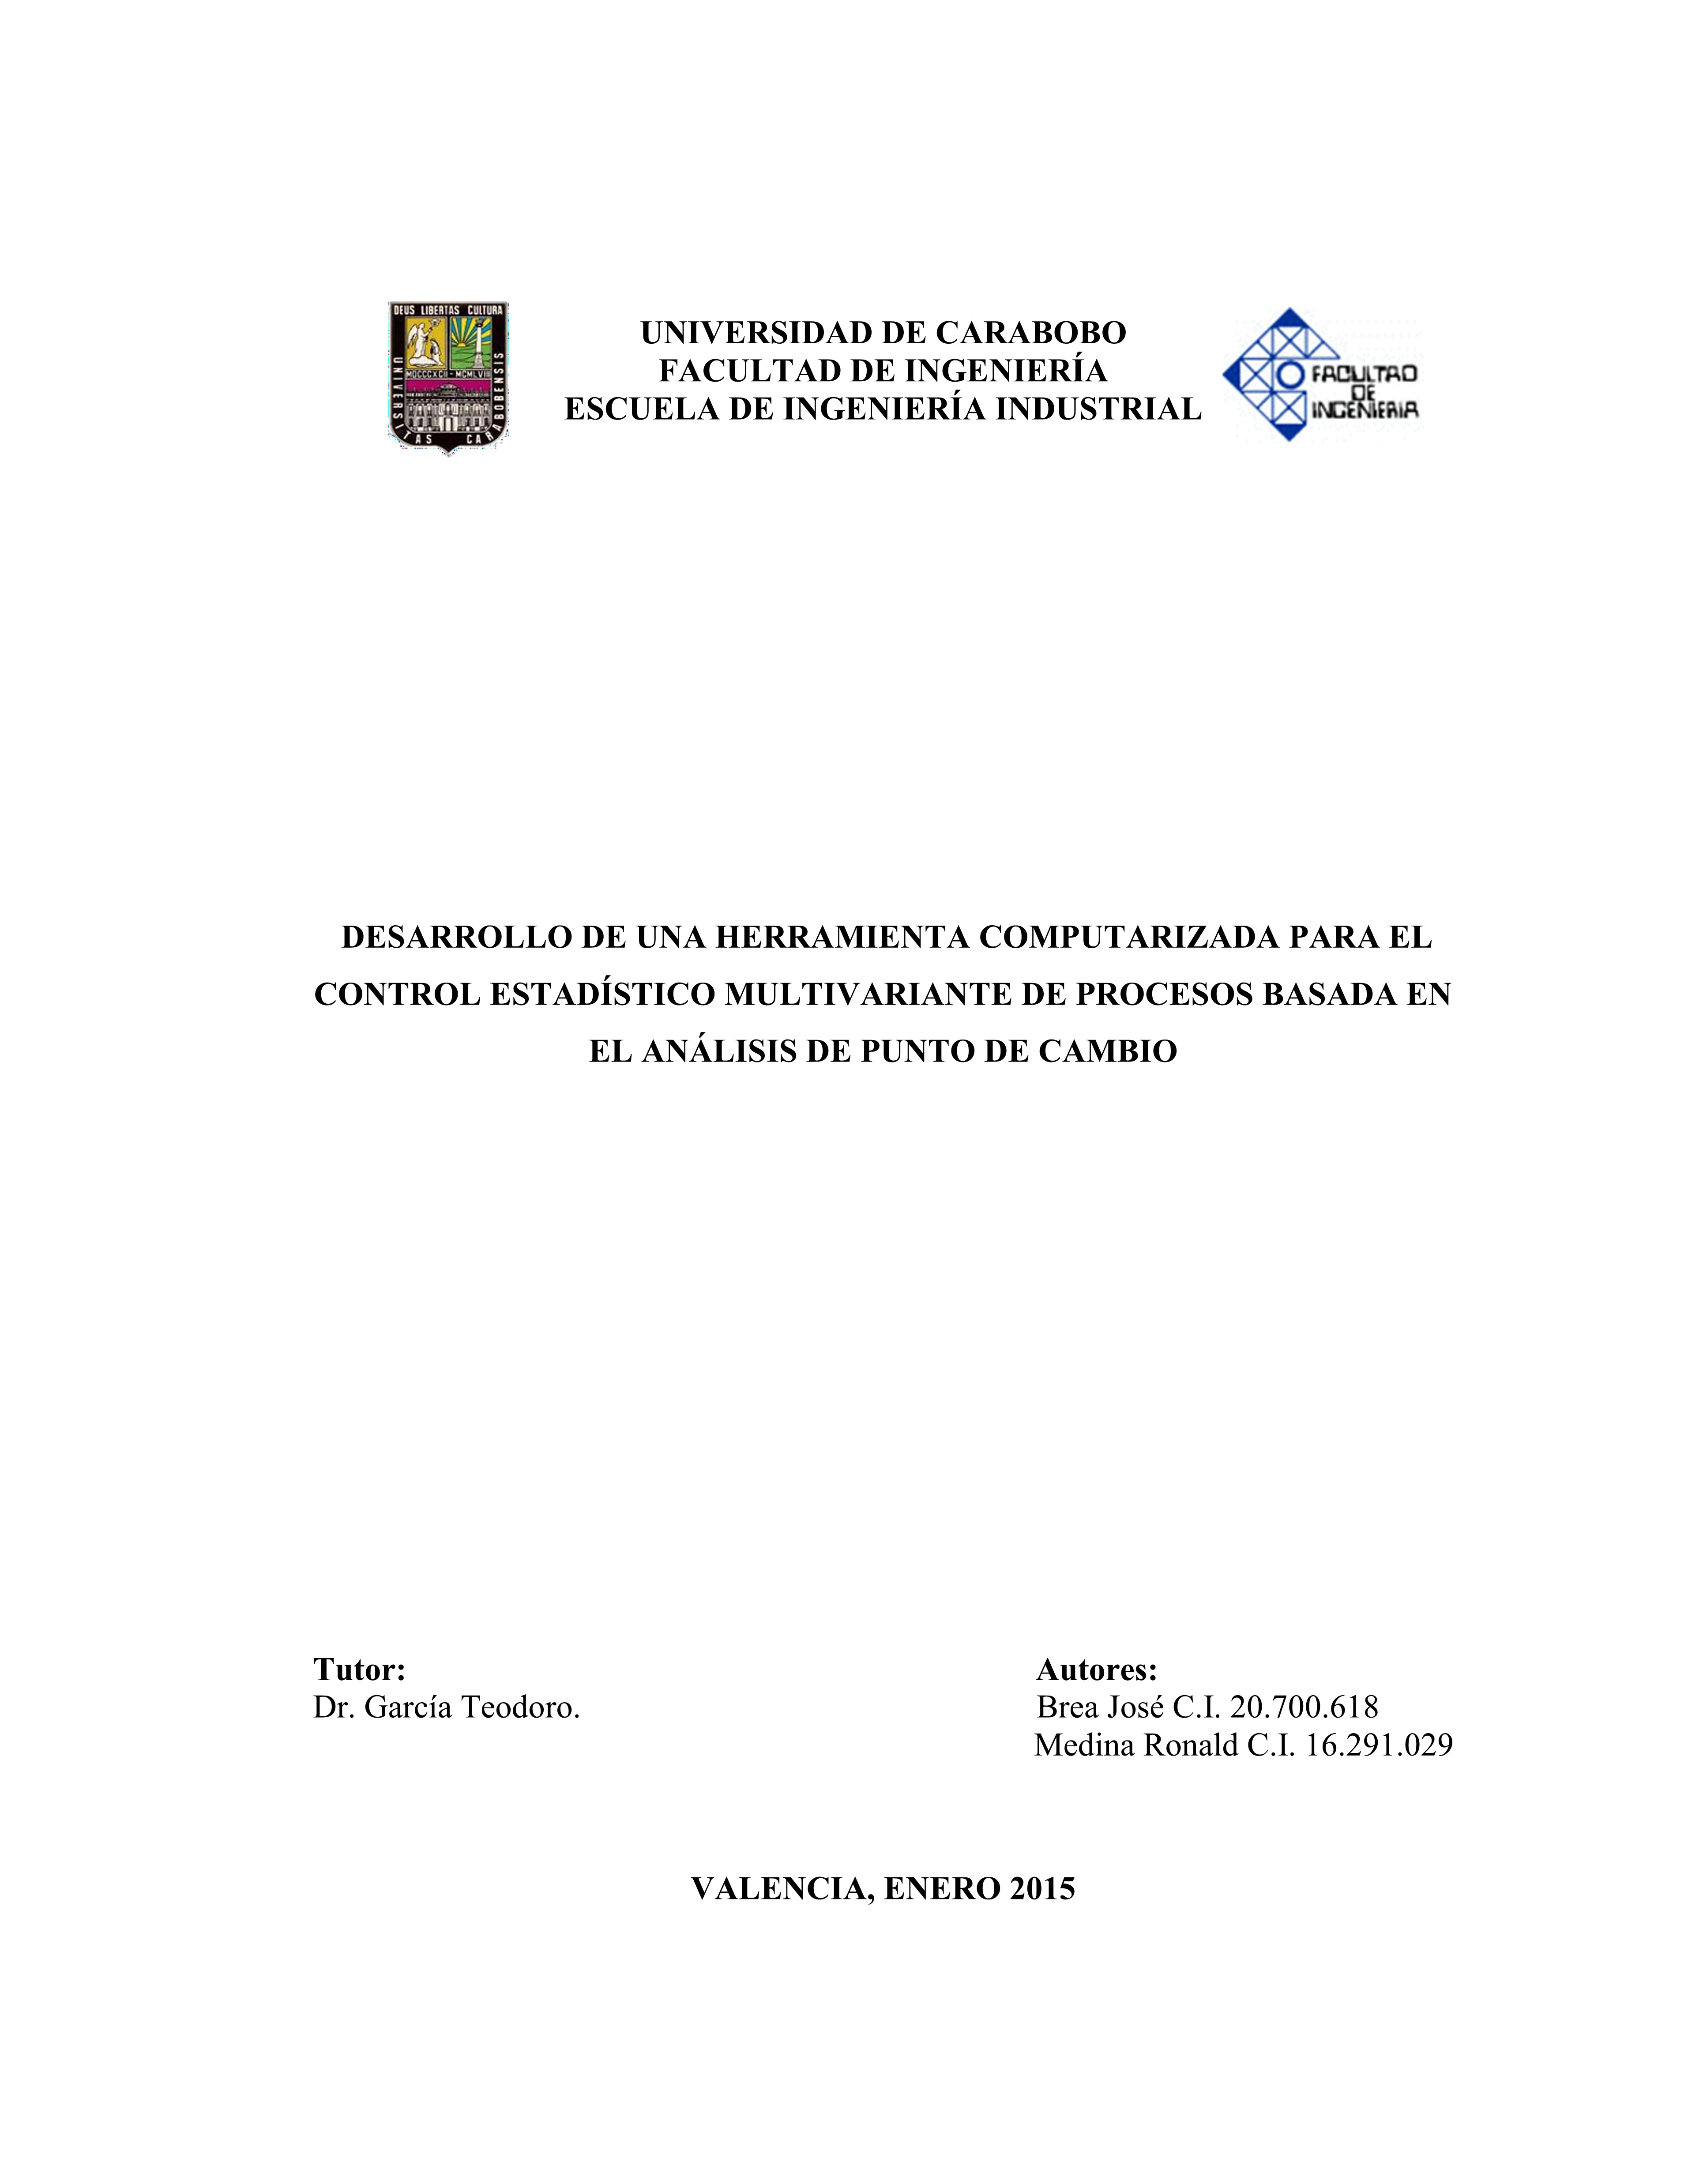 DEUS LIBERTAS CULTURA
MDCCCXCII - MCMLVIII
UNIVERSITAS CARABOBENSIS
UNIVERSIDAD DE CARABOBO
FACULTAD DE INGENIERÍA
ESCUELA DE INGENIERÍA INDUSTRIAL
FACULTAD
DE
INGENIERIA
DESARROLLO DE UNA HERRAMIENTA COMPUTARIZADA PARA EL
CONTROL ESTADÍSTICO MULTIVARIANTE DE PROCESOS BASADA EN
EL ANÁLISIS DE PUNTO DE CAMBIO
Tutor:
Dr. García Teodoro.
Autores:
Brea José C.I. 20.700.618
Medina Ronald C.I. 16.291.029
VALENCIA, ENERO 2015